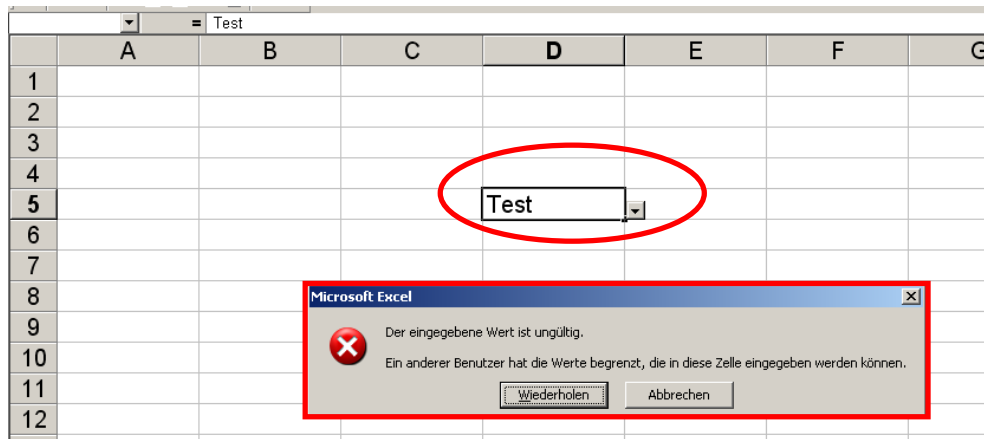 = Test
A B C D E F G
1
2
3
4
5 Test
6
7
8
Microsoft Excel
9
Der eingegebene Wert ist ungültig.
10
Ein anderer Benutzer hat die Werte begrenzt, die in diese Zelle eingegeben werden können.
11
Wiederholen Abbrechen
12